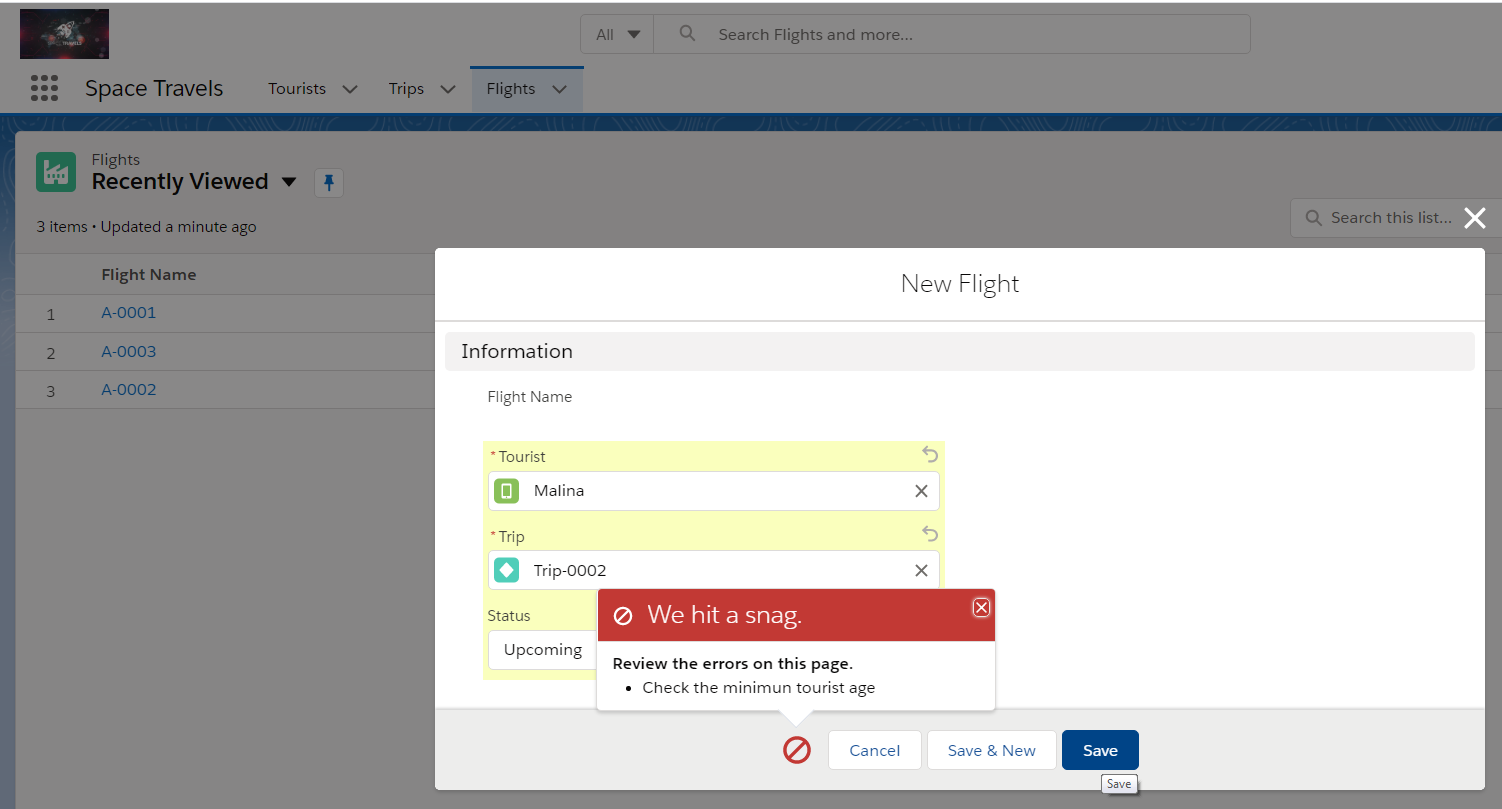 All
Search Flights and more...
Space Travels
Tourists
Trips
Flights
Flights
Recently Viewed
3 items • Updated a minute ago
Search this list...
Flight Name
1
A-0001
2
A-0003
3
A-0002
New Flight
Information
Flight Name
*Tourist
Malina
*Trip
Trip-0002
Status
Upcoming
We hit a snag.
Review the errors on this page.
• Check the minimun tourist age
Cancel
Save & New
Save
Save